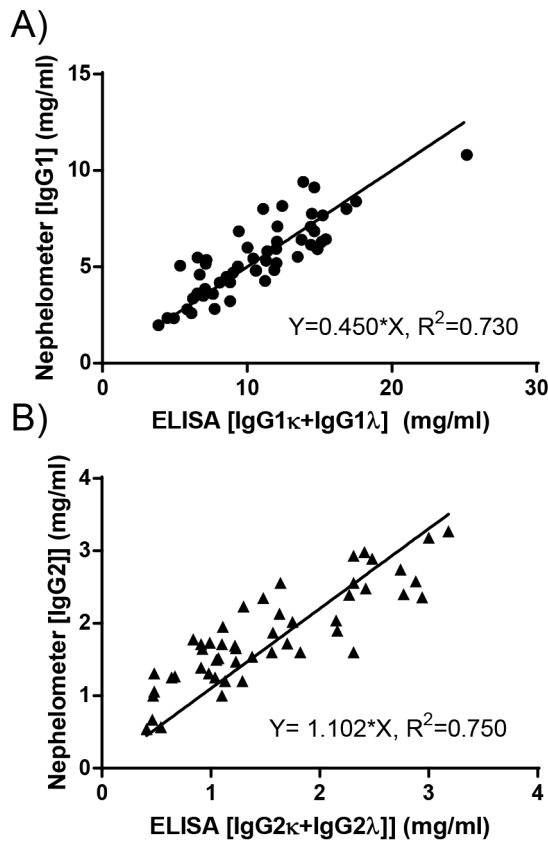 A)
Nephelometer [IgG1] (mg/ml)
15
10
5
0
Y=0.450*X, R²=0.730
0 10 20 30
ELISA [IgG1κ+IgG1λ] (mg/ml)
B)
Nephelometer [IgG2]] (mg/ml)
4
3
2
1
0
Y= 1.102*X, R²=0.750
0 1 2 3 4
ELISA [IgG2κ+IgG2λ]] (mg/ml)